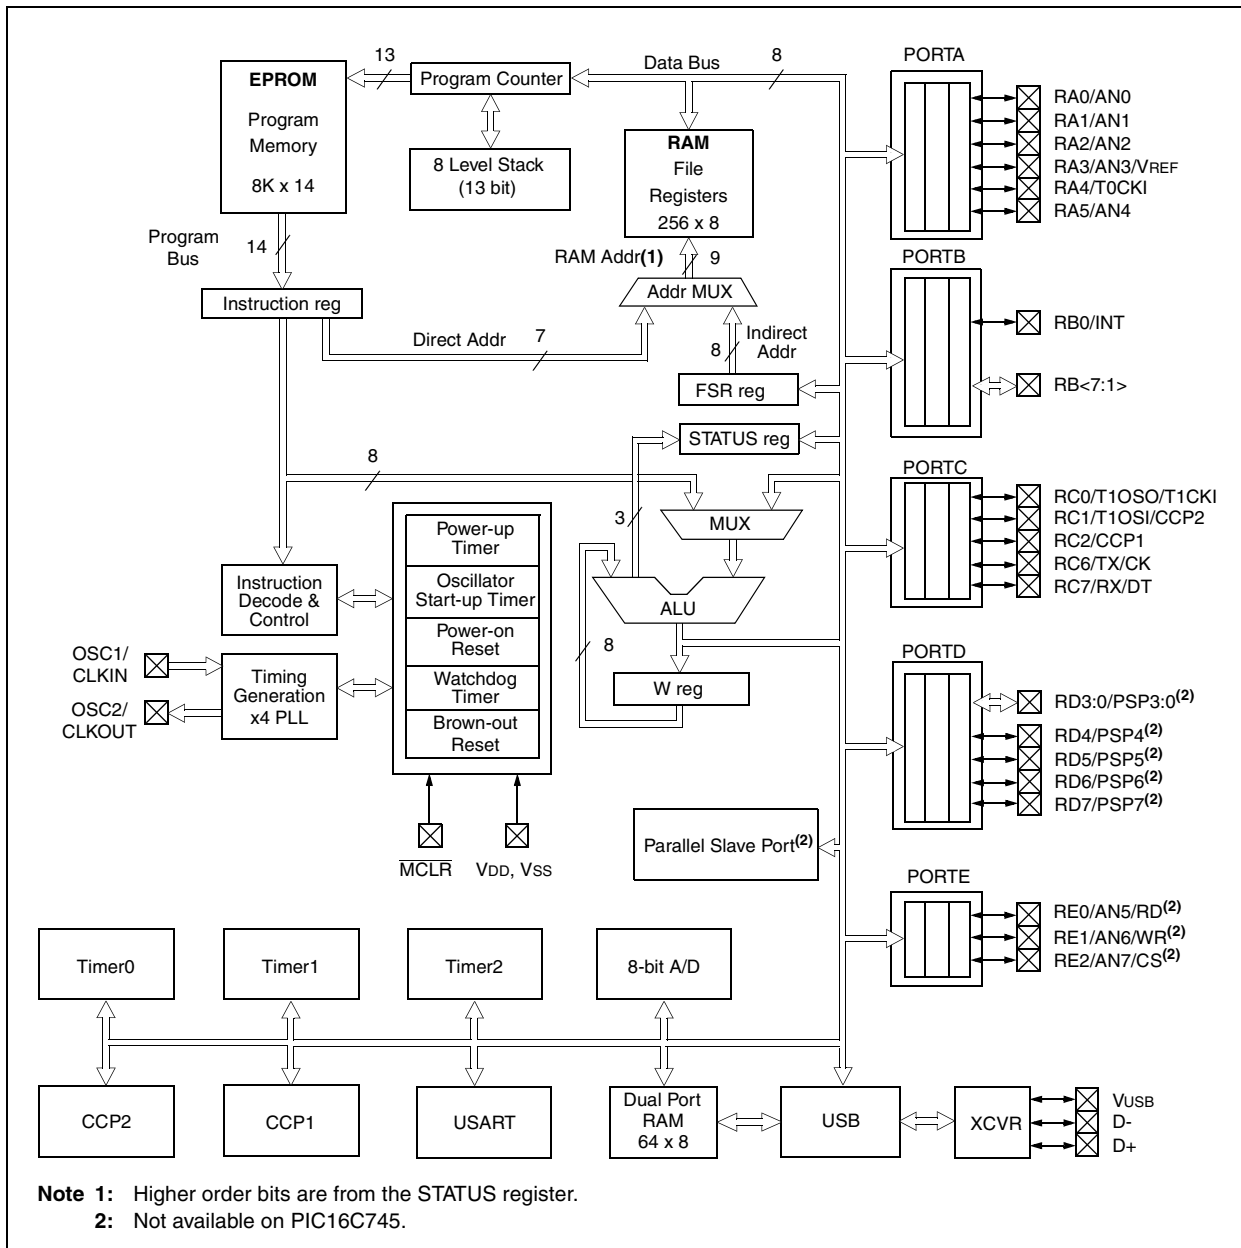 EPROM
Program
Memory
8K x 14
13
Program Counter
8 Level Stack
(13 bit)
Data Bus
8
RAM
File
Registers
256 x 8
RAM Addr(1)
9
Addr MUX
Program
Bus
14
Instruction reg
Direct Addr
7
8
Indirect
Addr
FSR reg
STATUS reg
8
3
MUX
ALU
8
W reg
Power-up
Timer
Oscillator
Start-up Timer
Power-on
Reset
Watchdog
Timer
Brown-out
Reset
Instruction
Decode &
Control
OSC1/
CLKIN
OSC2/
CLKOUT
Timing
Generation
x4 PLL
MCLR
VDD, VSS
Parallel Slave Port(2)
PORTA
RA0/AN0
RA1/AN1
RA2/AN2
RA3/AN3/VREF
RA4/T0CKI
RA5/AN4
PORTB
RB0/INT
RB<7:1>
PORTC
RC0/T1OSO/T1CKI
RC1/T1OSI/CCP2
RC2/CCP1
RC6/TX/CK
RC7/RX/DT
PORTD
RD3:0/PSP3:0(2)
RD4/PSP4(2)
RD5/PSP5(2)
RD6/PSP6(2)
RD7/PSP7(2)
PORTE
RE0/AN5/RD(2)
RE1/AN6/WR(2)
RE2/AN7/CS(2)
Timer0
Timer1
Timer2
8-bit A/D
CCP2
CCP1
USART
Dual Port
RAM
64 x 8
USB
XCVR
VUSB
D-
D+
Note 1: Higher order bits are from the STATUS register.
2: Not available on PIC16C745.